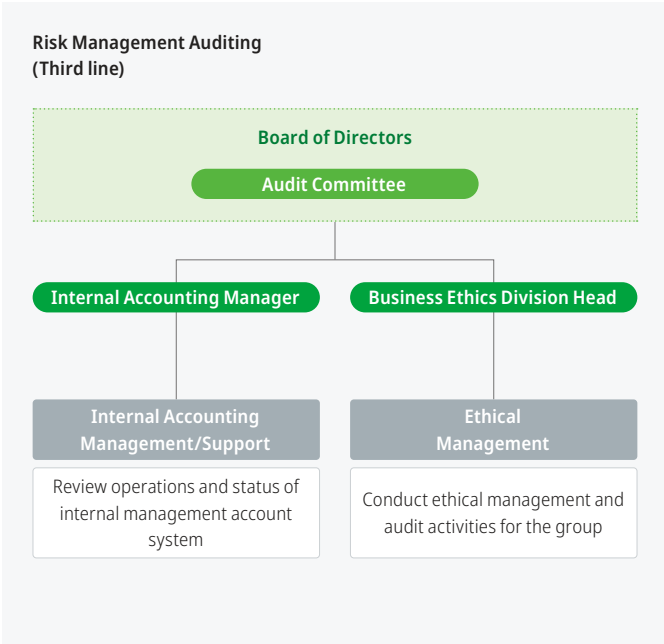 Risk Management Auditing
(Third line)
Board of Directors
Audit Committee
Internal Accounting Manager
Business Ethics Division Head
Internal Accounting
Management/Support
Ethical
Management
Review operations and status of
internal management account
system
Conduct ethical management and
audit activities for the group